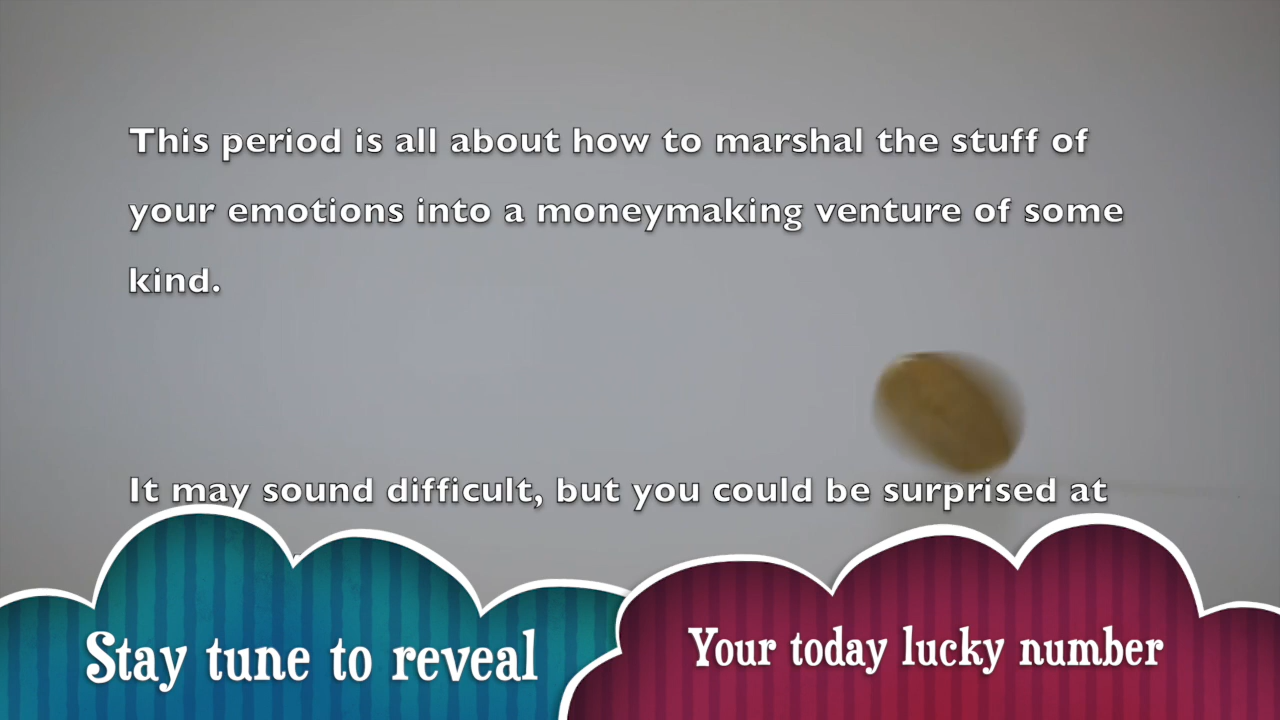 This period is all about how to marshal the stuff of
your emotions into a moneymaking venture of some
kind.
It may sound difficult, but you could be surprised at
Stay tune to reveal
Your today lucky number